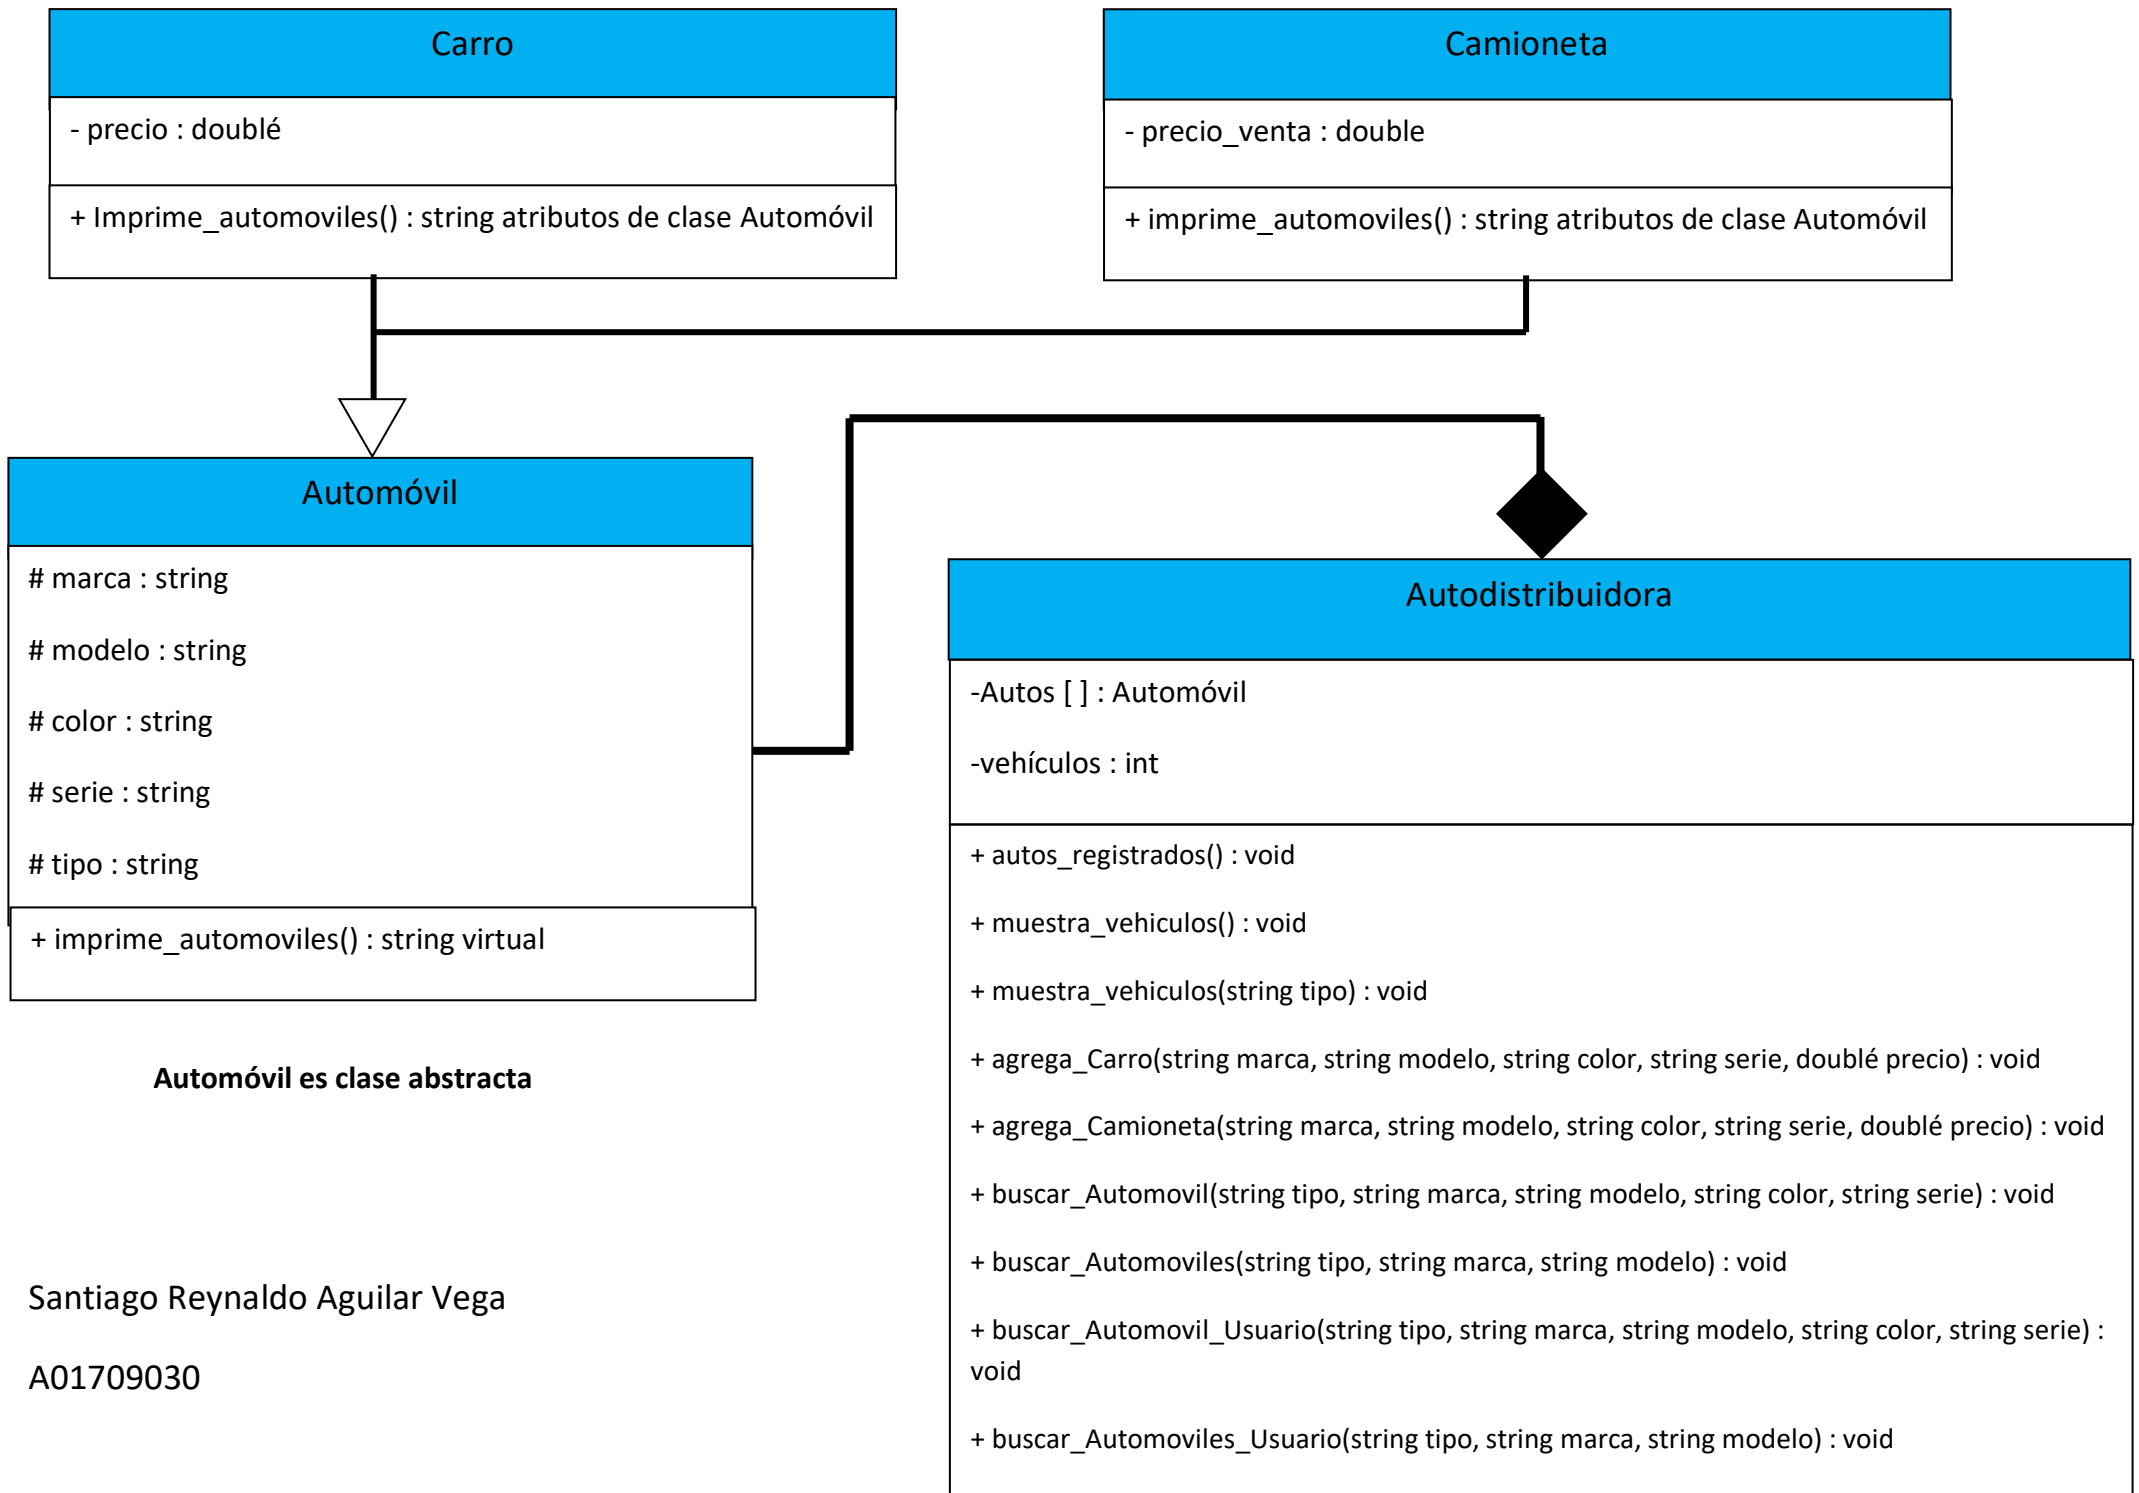 Carro
- precio : doublé
+ Imprime_automoviles() : string atributos de clase Automóvil
Camioneta
- precio_venta : double
+ imprime_automoviles() : string atributos de clase Automóvil
Automóvil
# marca : string
# modelo : string
# color : string
# serie : string
# tipo : string
+ imprime_automoviles() : string virtual
Automóvil es clase abstracta
Santiago Reynaldo Aguilar Vega
A01709030
Autodistribuidora
-Autos [ ] : Automóvil
-vehículos : int
+ autos_registrados() : void
+ muestra_vehiculos() : void
+ muestra_vehiculos(string tipo) : void
+ agrega_Carro(string marca, string modelo, string color, string serie, doublé precio) : void
+ agrega_Camioneta(string marca, string modelo, string color, string serie, doublé precio) : void
+ buscar_Automovil(string tipo, string marca, string modelo, string color, string serie) : void
+ buscar_Automoviles(string tipo, string marca, string modelo) : void
+ buscar_Automovil_Usuario(string tipo, string marca, string modelo, string color, string serie) :
void
+ buscar_Automoviles_Usuario(string tipo, string marca, string modelo) : void